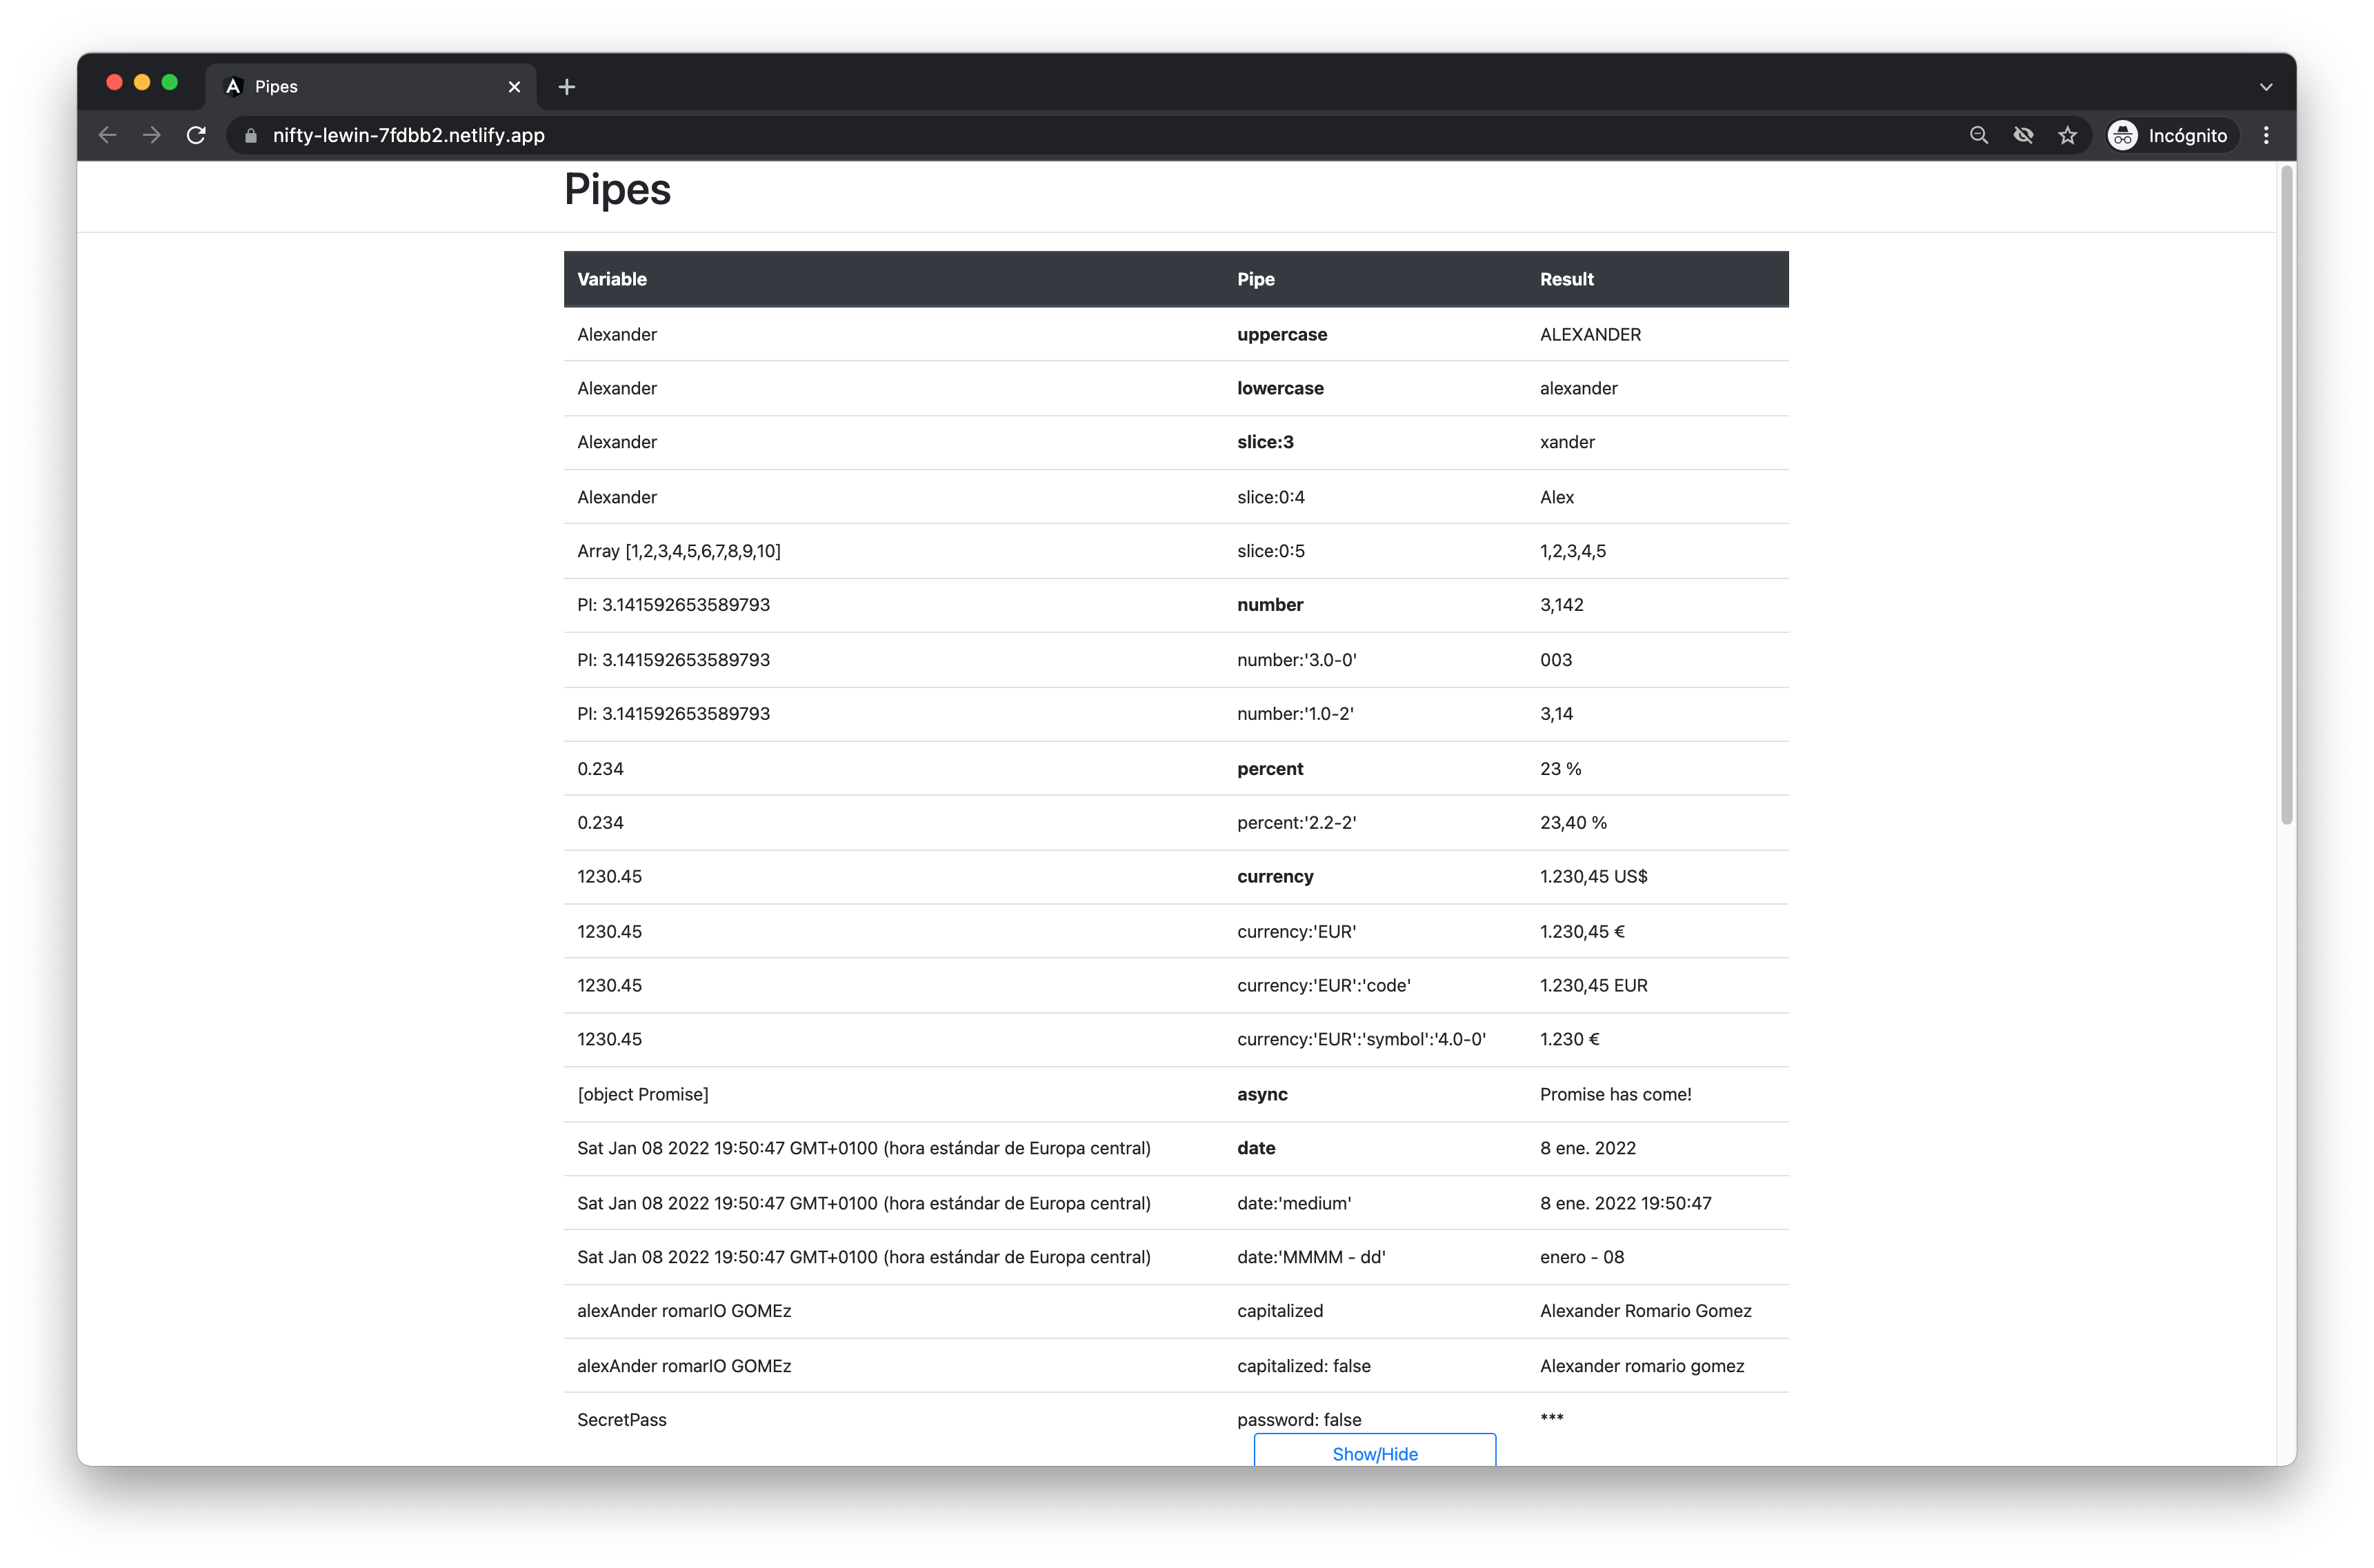 Pipes
nifty-lewin-7fdbb2.netlify.app Incógnito
Pipes
Variable Pipe Result
Alexander uppercase ALEXANDER
Alexander lowercase alexander
Alexander slice:3 xander
Alexander slice:0:4 Alex
Array [1,2,3,4,5,6,7,8,9,10] slice:0:5 1,2,3,4,5
PI: 3.141592653589793 number 3,142
PI: 3.141592653589793 number:'3.0-0' 003
PI: 3.141592653589793 number:'1.0-2' 3,14
0.234 percent 23 %
0.234 percent:'2.2-2' 23,40 %
1230.45 currency 1.230,45 US$
1230.45 currency:'EUR' 1.230,45 €
1230.45 currency:'EUR':'code' 1.230,45 EUR
1230.45 currency:'EUR':'symbol':'4.0-0' 1.230 €
[object Promise] async Promise has come!
Sat Jan 08 2022 19:50:47 GMT+0100 (hora estándar de Europa central) date 8 ene. 2022
Sat Jan 08 2022 19:50:47 GMT+0100 (hora estándar de Europa central) date:'medium' 8 ene. 2022 19:50:47
Sat Jan 08 2022 19:50:47 GMT+0100 (hora estándar de Europa central) date:'MMMM - dd' enero - 08
alexAnder romarIO GOMEz capitalized Alexander Romario Gomez
alexAnder romarIO GOMEz capitalized: false Alexander romario gomez
SecretPass password: false ***
Show/Hide